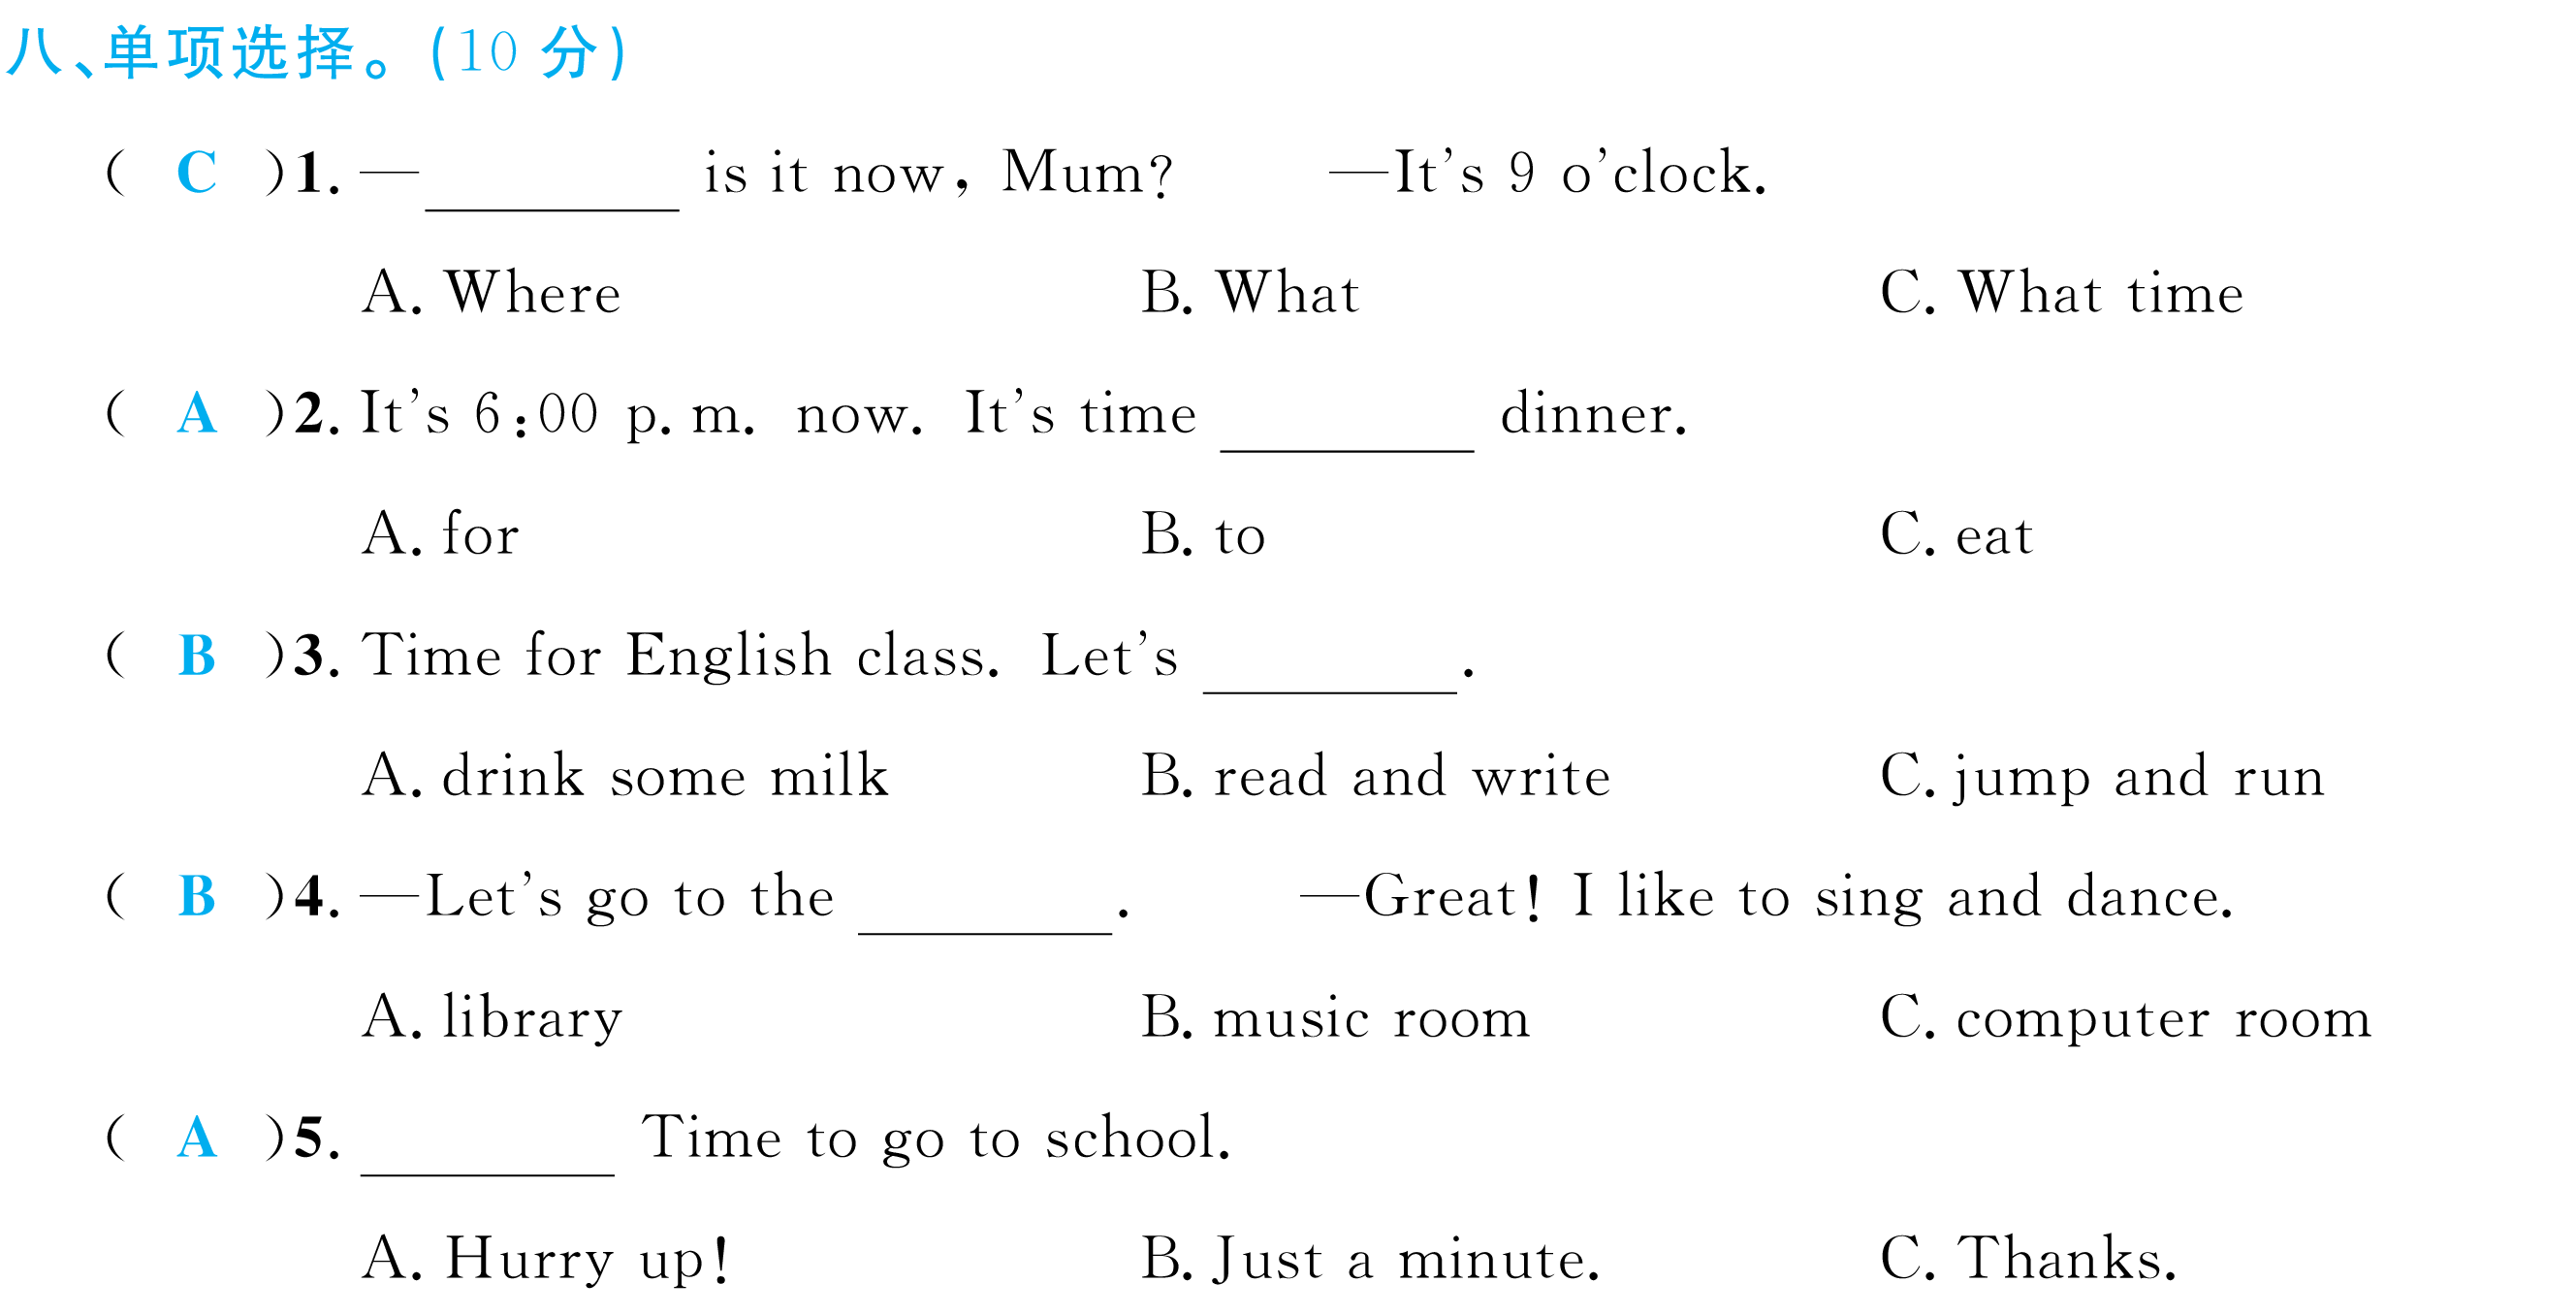 八、单项选择。(10 分)
( C )1. —________ is it now, Mum? —It's 9 o'clock.
A. Where B. What C. What time
( A )2. It's 6:00 p. m. now. It's time ________ dinner.
A. for B. to C. eat
( B )3. Time for English class. Let's ________.
A. drink some milk B. read and write C. jump and run
( B )4. —Let's go to the ________. —Great! I like to sing and dance.
A. library B. music room C. computer room
( A )5. ________ Time to go to school.
A. Hurry up! B. Just a minute. C. Thanks.